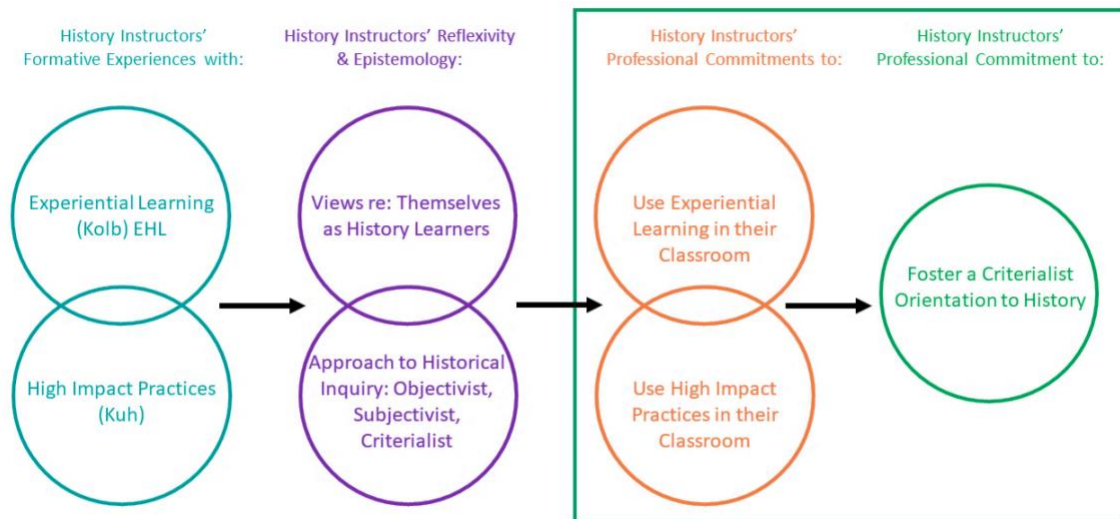 History Instructors'
Formative Experiences with:
Experiential Learning
(Kolb) EHL
High Impact Practices
(Kuh)
History Instructors' Reflexivity
& Epistemology:
Views re: Themselves
as History Learners
Approach to Historical
Inquiry: Objectivist,
Subjectivist,
Criterialist
History Instructors'
Professional Commitments to:
Use Experiential
Learning in their
Classroom
Use High Impact
Practices in their
Classroom
History Instructors'
Professional Commitment to:
Foster a Criterialist
Orientation to History